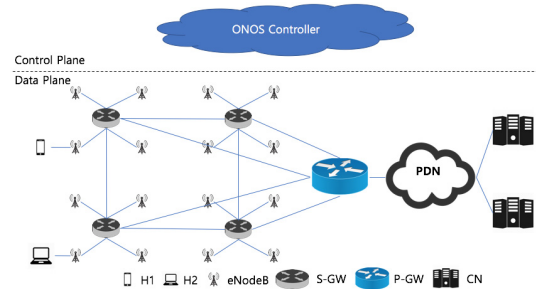 ONOS Controller
Control Plane
Data Plane
PDN
H1 H2 eNodeB S-GW P-GW CN